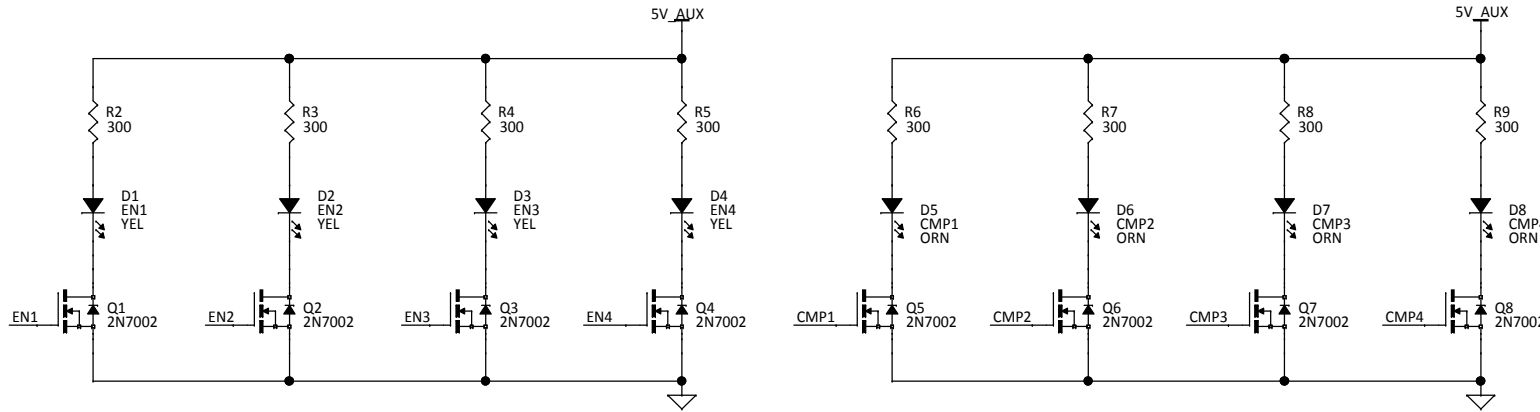 5V_AUX
5V_AUX
R2
300
R3
300
R4
300
R5
300
R6
300
R7
300
R8
300
R9
300
D1
EN1
YEL
D2
EN2
YEL
D3
EN3
YEL
D4
EN4
YEL
D5
CMP1
ORN
D6
CMP2
ORN
D7
CMP3
ORN
D8
CMP4
ORN
EN1
Q1
2N7002
EN2
Q2
2N7002
EN3
Q3
2N7002
EN4
Q4
2N7002
CMP1
Q5
2N7002
CMP2
Q6
2N7002
CMP3
Q7
2N7002
CMP4
Q8
2N7002